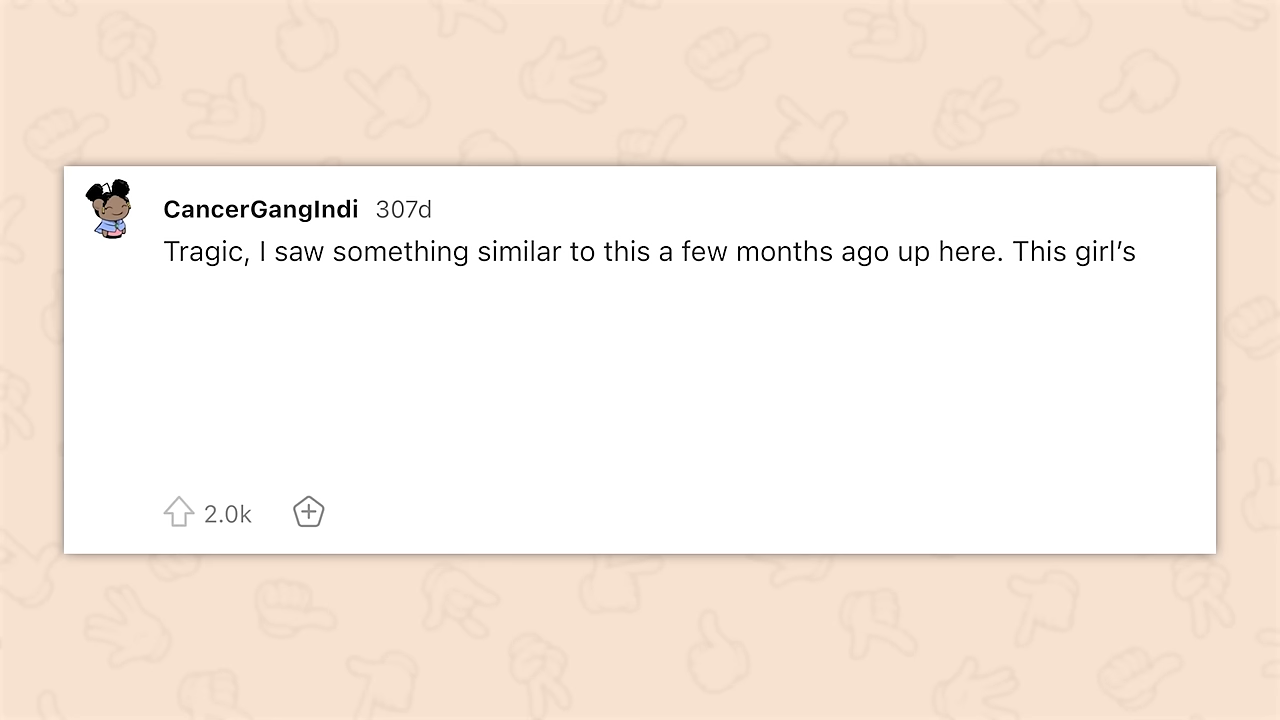 CancerGangIndi 307d
Tragic, I saw something similar to this a few months ago up here. This girl’s
2.0k